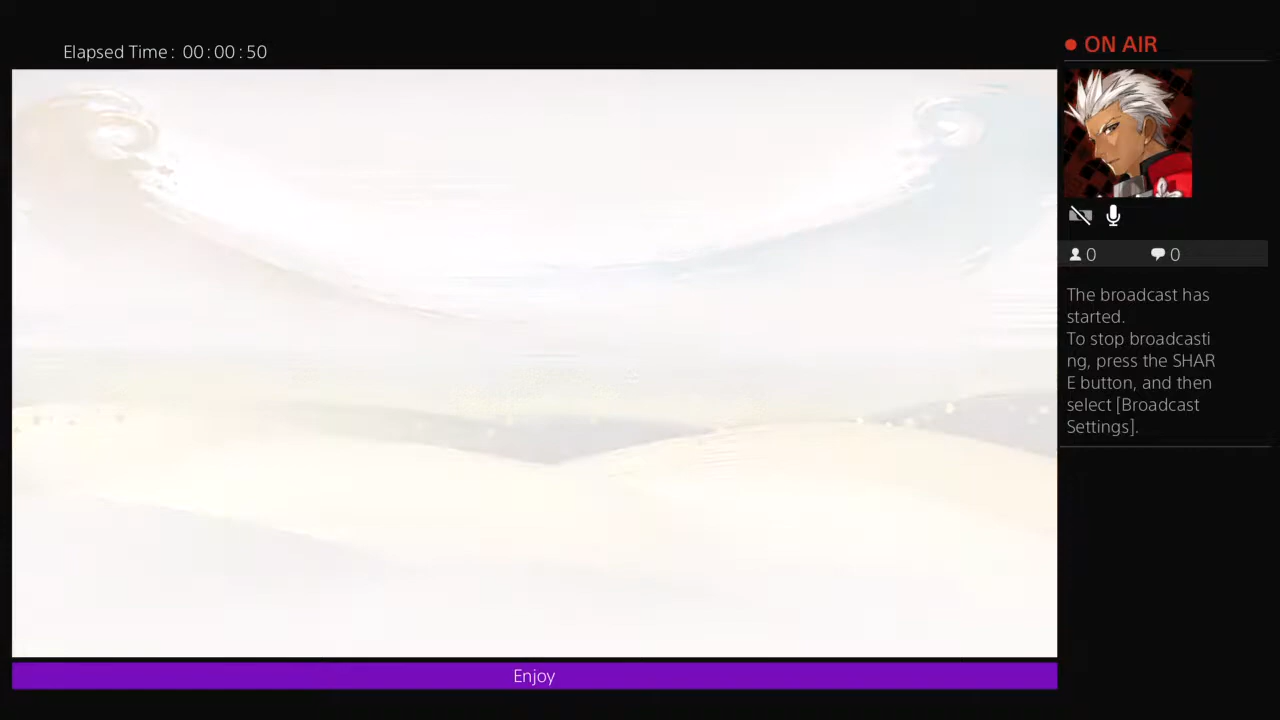 Elapsed Time: 00:00:50
ON AIR
0 0
The broadcast has
started.
To stop broadcasti
ng, press the SHAR
E button, and then
select [Broadcast
Settings].
Enjoy